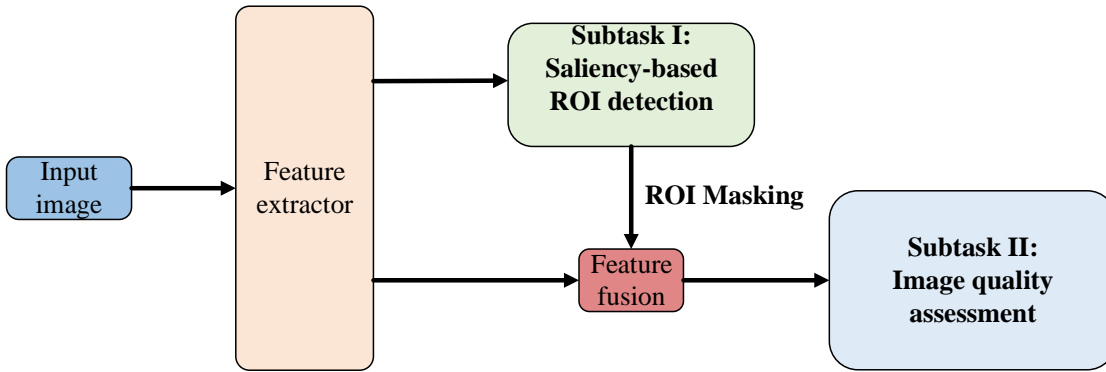 Input
image
Feature
extractor
Subtask I:
Saliency-based
ROI detection
ROI Masking
Feature
fusion
Subtask II:
Image quality
assessment